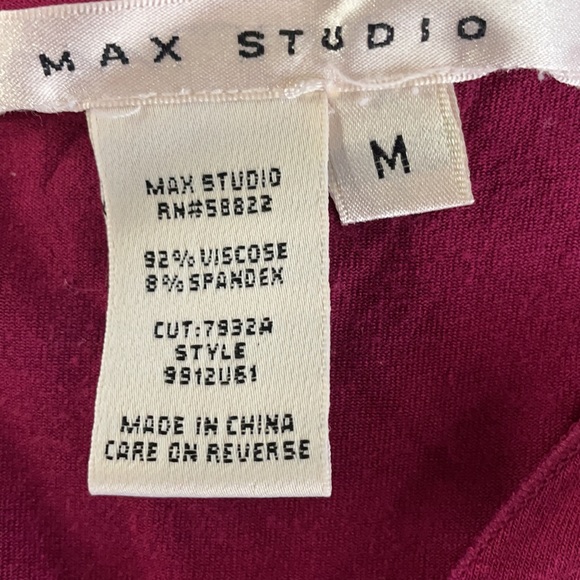 MAX STUDIO
M
MAX STUDIO
RN#58822
92% VISCOSE
8% SPANDEX
CUT:7932A
STYLE
9912U61
MADE IN CHINA
CARE ON REVERSE